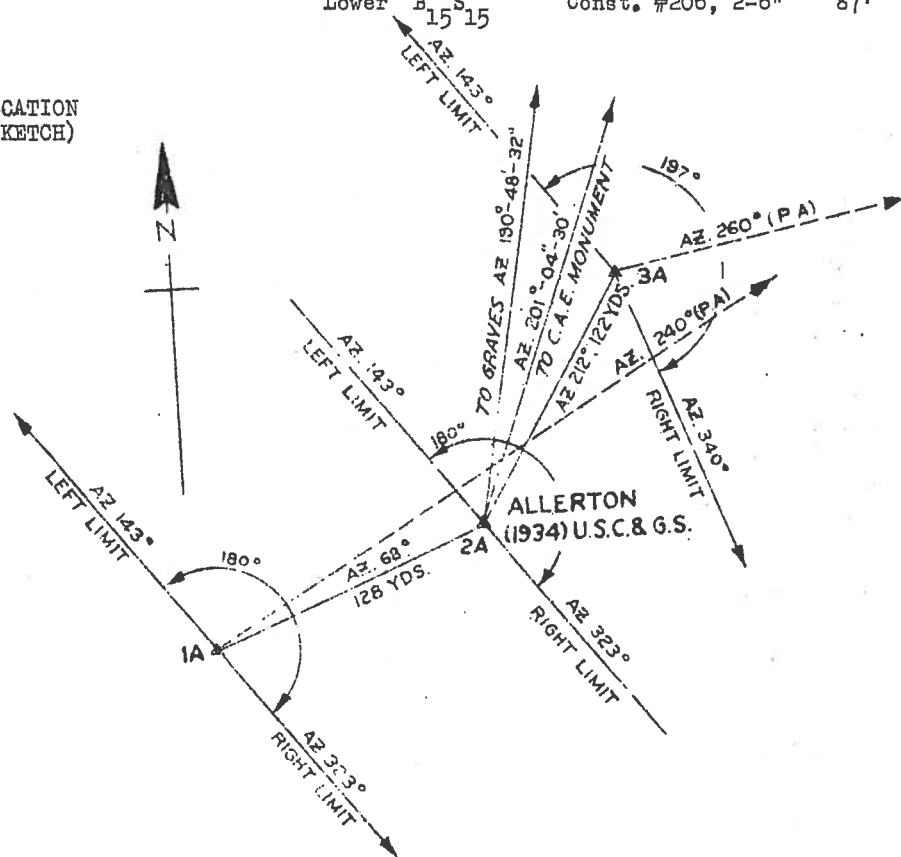 Lower B15S15 Const. #206, 2-6" 87'
CATION
KETCH)
N
AZ. 143°
LEFT LIMIT
TO GRAVES AZ 190°-48'-32"
AZ. 201°-04"-30'
TO C.A.E. MONUMENT
197°
AZ. 260° (PA)
3A
AZ 212°, 122 YDS.
AZ. 240° (PA)
AZ. 340°
RIGHT LIMIT
AZ. 143°
LEFT LIMIT
180°
ALLERTON
(1934) U.S.C.& G.S.
2A
AZ. 68°
128 YDS.
AZ 323°
RIGHT LIMIT
AZ 143°
LEFT LIMIT
180°
1A
AZ 323°
RIGHT LIMIT